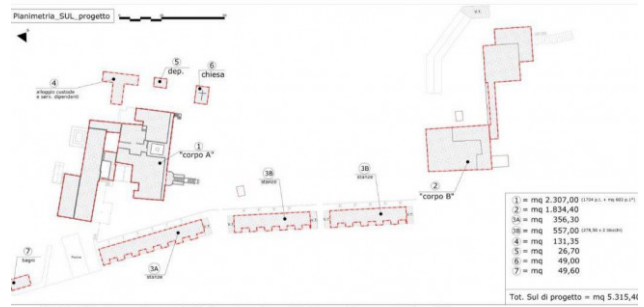 Planimetria_SUL_progetto
V.T.
5
dep.
6
chiesa
4
alloggio custode
e pers. dipendenti
1
"corpo A"
3B
stanze
3B
stanze
2
"corpo B"
7
bagni
3A
stanze
1 = mq 2.307,00
2 = mq 1.834,40
3A = mq 356,30
3B = mq 557,00
4 = mq 131,35
5 = mq 26,70
6 = mq 49,00
7 = mq 49,60
Tot. Sul di progetto = mq 5.315,40